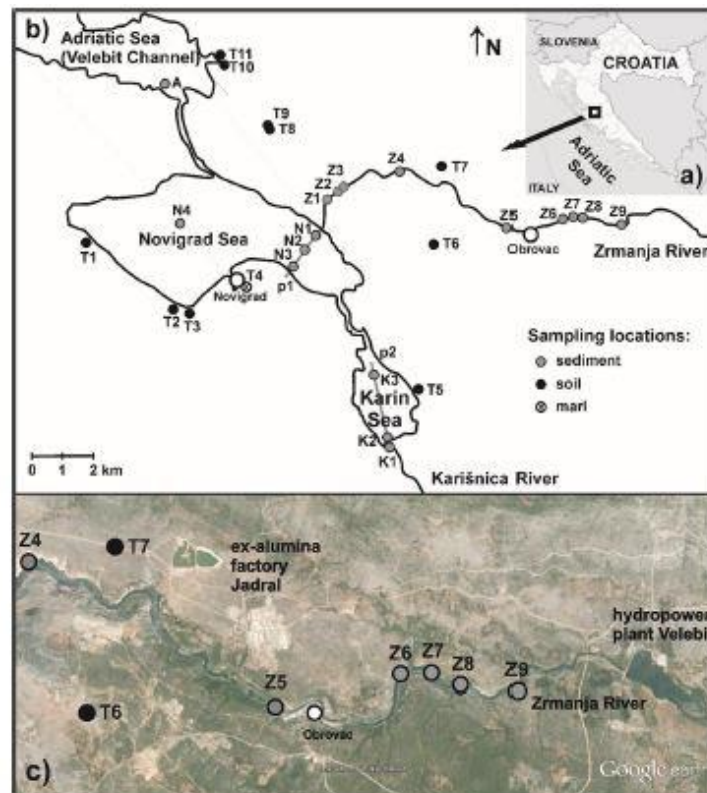 b)
Adriatic Sea
(Velebit Channel)
T11
T10
A
N
SLOVENIA
CROATIA
Adriatic
Sea
ITALY
a)
T9
T8
Z4
T7
Z3
Z2
Z1
Z5
Z6
Z7
Z8
Z9
Obrovac
Zrmanja
River
N4
Novigrad
Sea
N1
N2
N3
p1
T6
T1
T4
Novigrad
T2
T3
p2
K3
Karin
Sea
T5
K2
K1
Karišnica River
Sampling locations:
sediment
soil
marl
0 1 2 km
Z4
T7
ex-alumina
factory
Jadral
hydropower
plant Velebi
Z6
Z7
Z8
Z9
Z5
T6
Obrovac
Zrmanja River
c)
Google earth